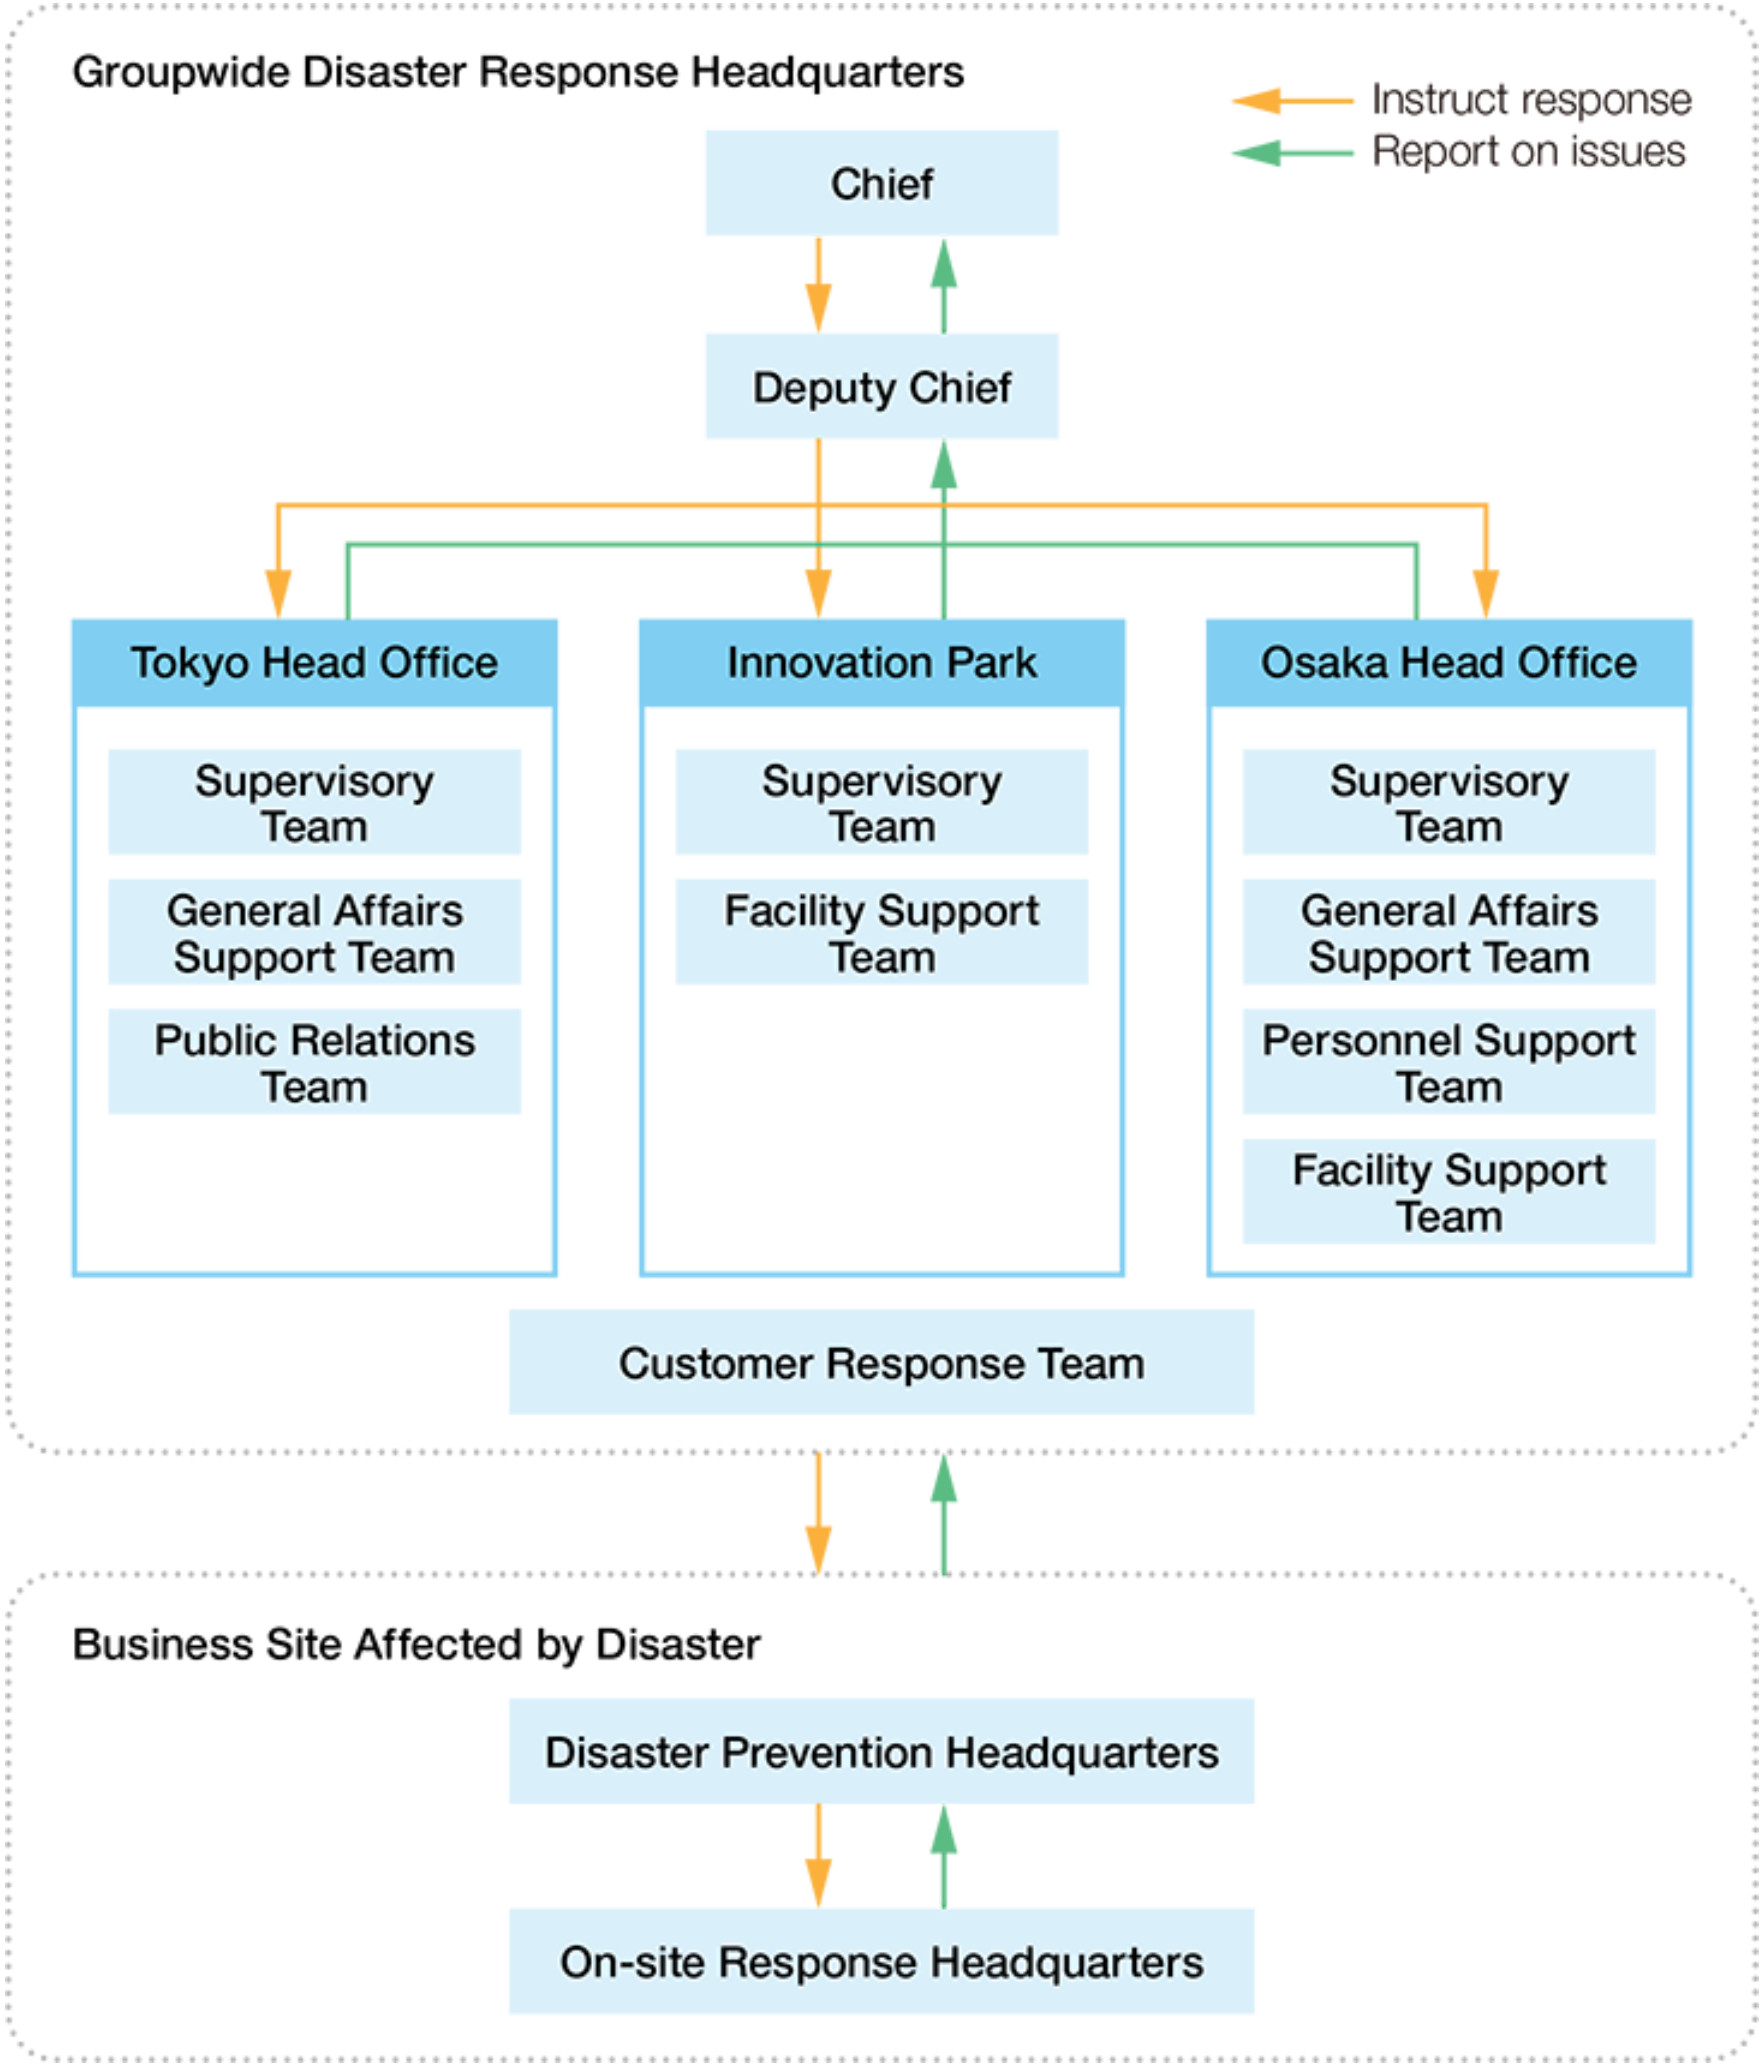 Groupwide Disaster Response Headquarters
Instruct response
Report on issues
Chief
Deputy Chief
Tokyo Head Office
Supervisory
Team
General Affairs
Support Team
Public Relations
Team
Innovation Park
Supervisory
Team
Facility Support
Team
Osaka Head Office
Supervisory
Team
General Affairs
Support Team
Personnel Support
Team
Facility Support
Team
Customer Response Team
Business Site Affected by Disaster
Disaster Prevention Headquarters
On-site Response Headquarters